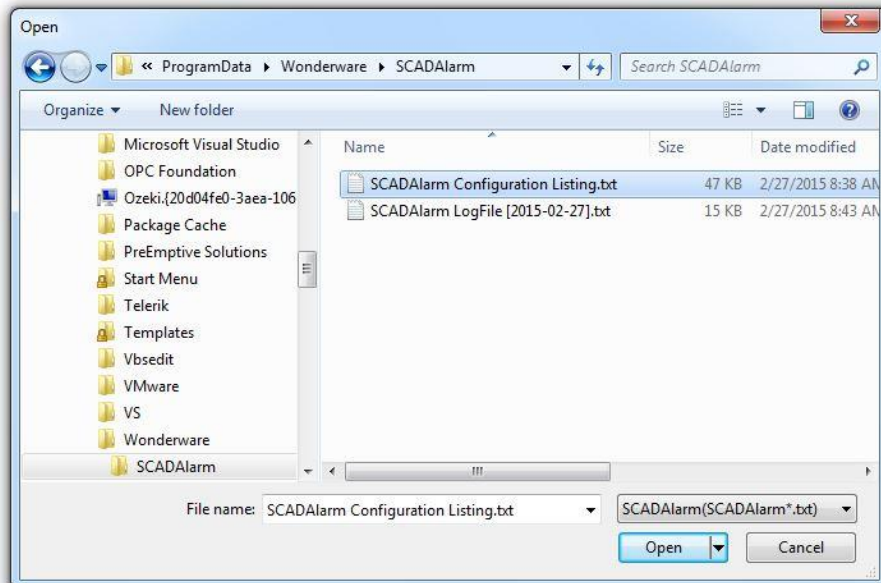 Open
« ProgramData ▸ Wonderware ▸ SCADAlarm
Search SCADAlarm
Organize New folder
Microsoft Visual Studio
OPC Foundation
Ozeki.{20d04fe0-3aea-106
Package Cache
PreEmptive Solutions
Start Menu
Telerik
Templates
Vbsedit
VMware
VS
Wonderware
SCADAlarm
Name Size Date modified
SCADAlarm Configuration Listing.txt 47 KB 2/27/2015 8:38 AM
SCADAlarm LogFile [2015-02-27].txt 15 KB 2/27/2015 8:43 AM
File name: SCADAlarm Configuration Listing.txt
SCADAlarm(SCADAlarm*.txt)
Open Cancel